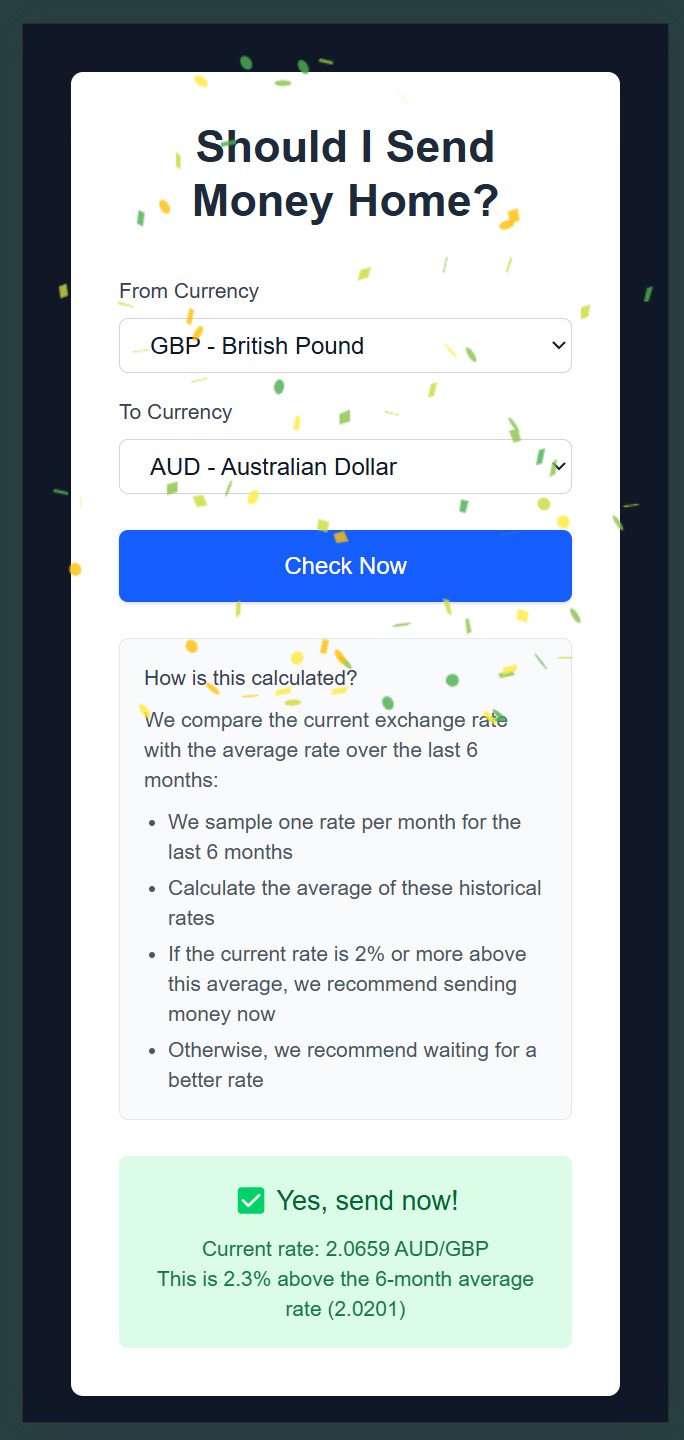 Should I Send
Money Home?
From Currency
GBP - British Pound
To Currency
AUD - Australian Dollar
Check Now
How is this calculated?
We compare the current exchange rate
with the average rate over the last 6
months:
• We sample one rate per month for the
last 6 months
• Calculate the average of these historical
rates
• If the current rate is 2% or more above
this average, we recommend sending
money now
• Otherwise, we recommend waiting for a
better rate
✅ Yes, send now!
Current rate: 2.0659 AUD/GBP
This is 2.3% above the 6-month average
rate (2.0201)